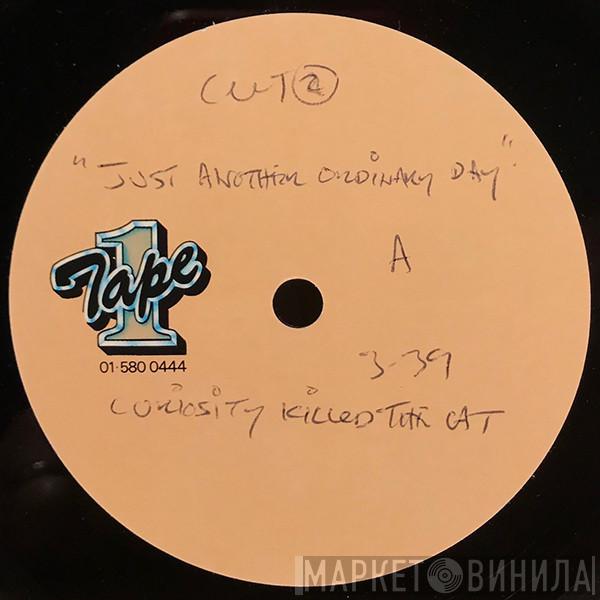 CUT 2
"JUST ANOTHER ORDINARY DAY"
A
Tape 1
01·580 0444
3-39
CURIOSITY KILLED THE CAT
МАРКЕТ ВИНИЛА